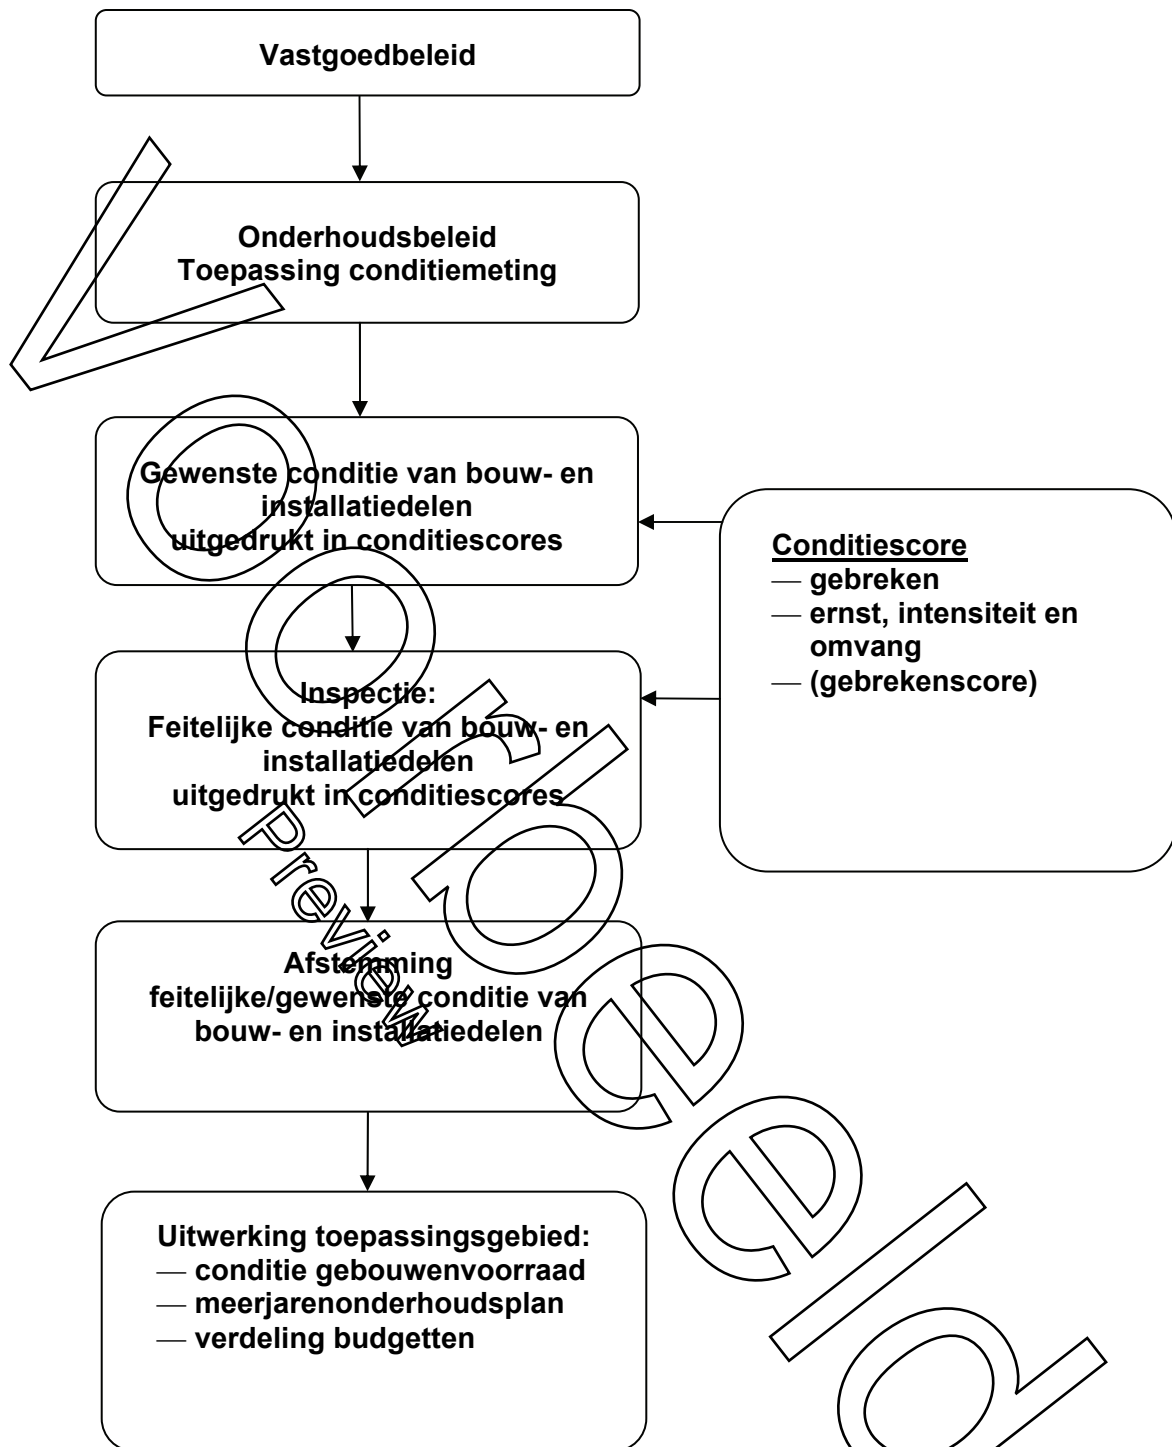 Vastgoedbeleid
Onderhoudsbeleid
Toepassing conditiemeting
Gewenste conditie van bouw- en
installatiedelen
uitgedrukt in conditiescores
Conditiescore
— gebreken
— ernst, intensiteit en
omvang
— (gebrekenscore)
Inspectie:
Feitelijke conditie van bouw- en
installatiedelen
uitgedrukt in conditiescores
Afstemming
feitelijke/gewenste conditie van
bouw- en installatiedelen
Uitwerking toepassingsgebied:
— conditie gebouwenvoorraad
— meerjarenonderhoudsplan
— verdeling budgetten
Voorbeeld
Preview